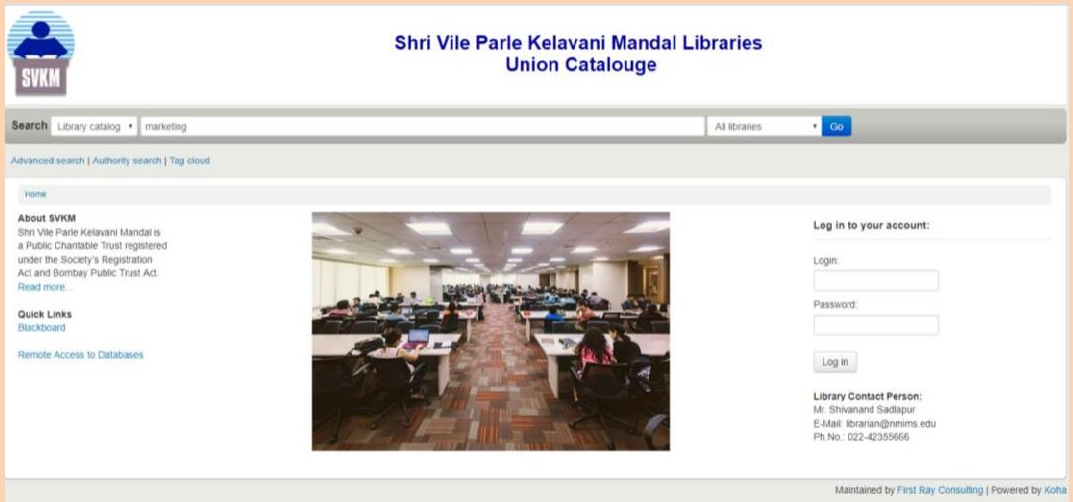 SVKM
Shri Vile Parle Kelavani Mandal Libraries
Union Catalouge
Search Library catalog marketing All libraries Go
Advanced search | Authority search | Tag cloud
Home
About SVKM
Shri Vile Parle Kelavani Mandal is
a Public Charitable Trust registered
under the Society's Registration
Act and Bombay Public Trust Act.
Read more...
Quick Links
Blackboard
Remote Access to Databases
Log in to your account:
Login:
Password:
Log in
Library Contact Person:
Mr. Shivanand Sadlapur
E-Mail: librarian@nmims.edu
Ph.No.: 022-42355666
Maintained by First Ray Consulting | Powered by Koha